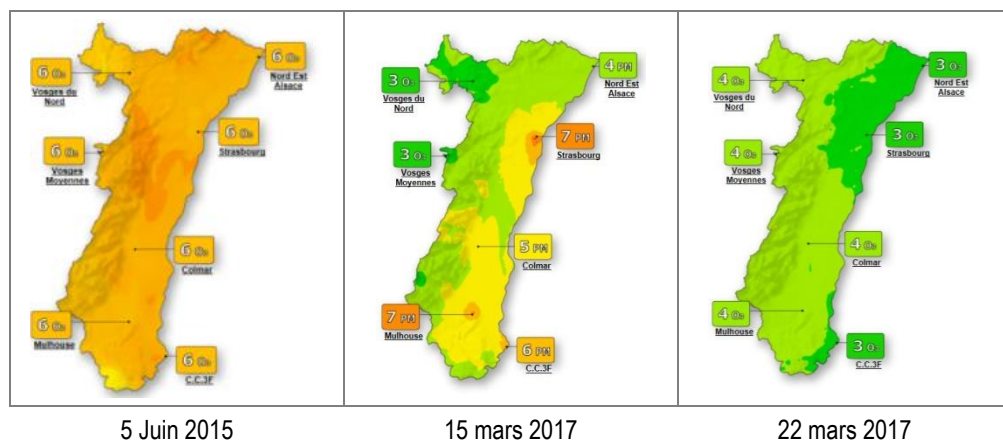 6 O₃
Vosges du
Nord
6 O₃
Nord Est
Alsace
6 O₃
Strasbourg
6 O₃
Vosges
Moyennes
6 O₃
Colmar
6 O₃
Mulhouse
6 O₃
C.C.3F
5 Juin 2015
3 O₃
Vosges du
Nord
4 PM
Nord Est
Alsace
7 PM
Strasbourg
3 O₃
Vosges
Moyennes
5 PM
Colmar
7 PM
Mulhouse
6 PM
C.C.3F
15 mars 2017
4 O₃
Vosges du
Nord
3 O₃
Nord Est
Alsace
3 O₃
Strasbourg
4 O₃
Vosges
Moyennes
4 O₃
Colmar
4 O₃
Mulhouse
3 O₃
C.C.3F
22 mars 2017